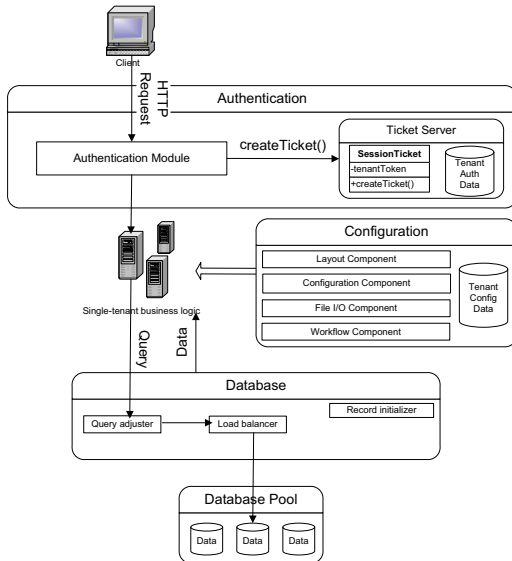 Client
HTTP
Request
Authentication
Authentication Module
createTicket()
Ticket Server
SessionTicket
-tenantToken
+createTicket()
Tenant
Auth
Data
Configuration
Layout Component
Configuration Component
File I/O Component
Workflow Component
Tenant
Config
Data
Single-tenant business logic
Query
Data
Database
Record initializer
Query adjuster
Load balancer
Database Pool
Data
Data
Data